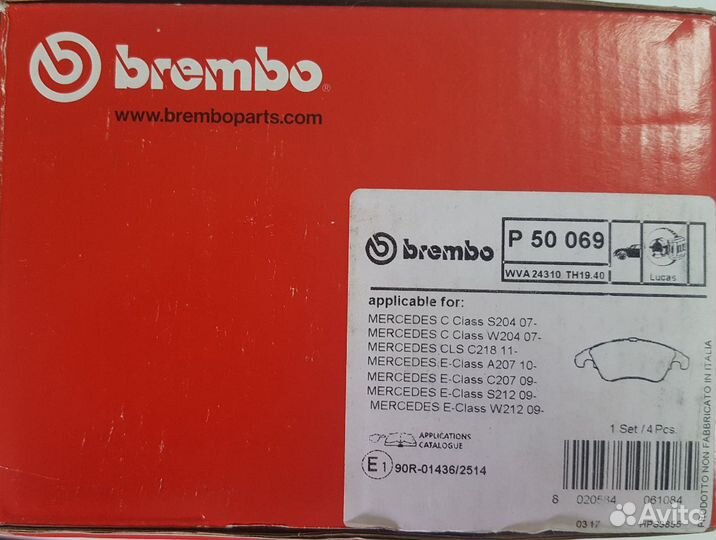 brembo®
www.bremboparts.com
brembo
P 50 069
WVA 24310 TH19.40
Lucas
applicable for:
MERCEDES C Class S204 07-
MERCEDES C Class W204 07-
MERCEDES CLS C218 11-
MERCEDES E-Class A207 10-
MERCEDES E-Class C207 09-
MERCEDES E-Class S212 09-
MERCEDES E-Class W212 09-
1 Set / 4 Pcs.
APPLICATIONS
CATALOGUE
E1 90R-01436/2514
8 020584 061084
03 17
PRODOTTO NON FABBRICATO IN ITALIA
Avito